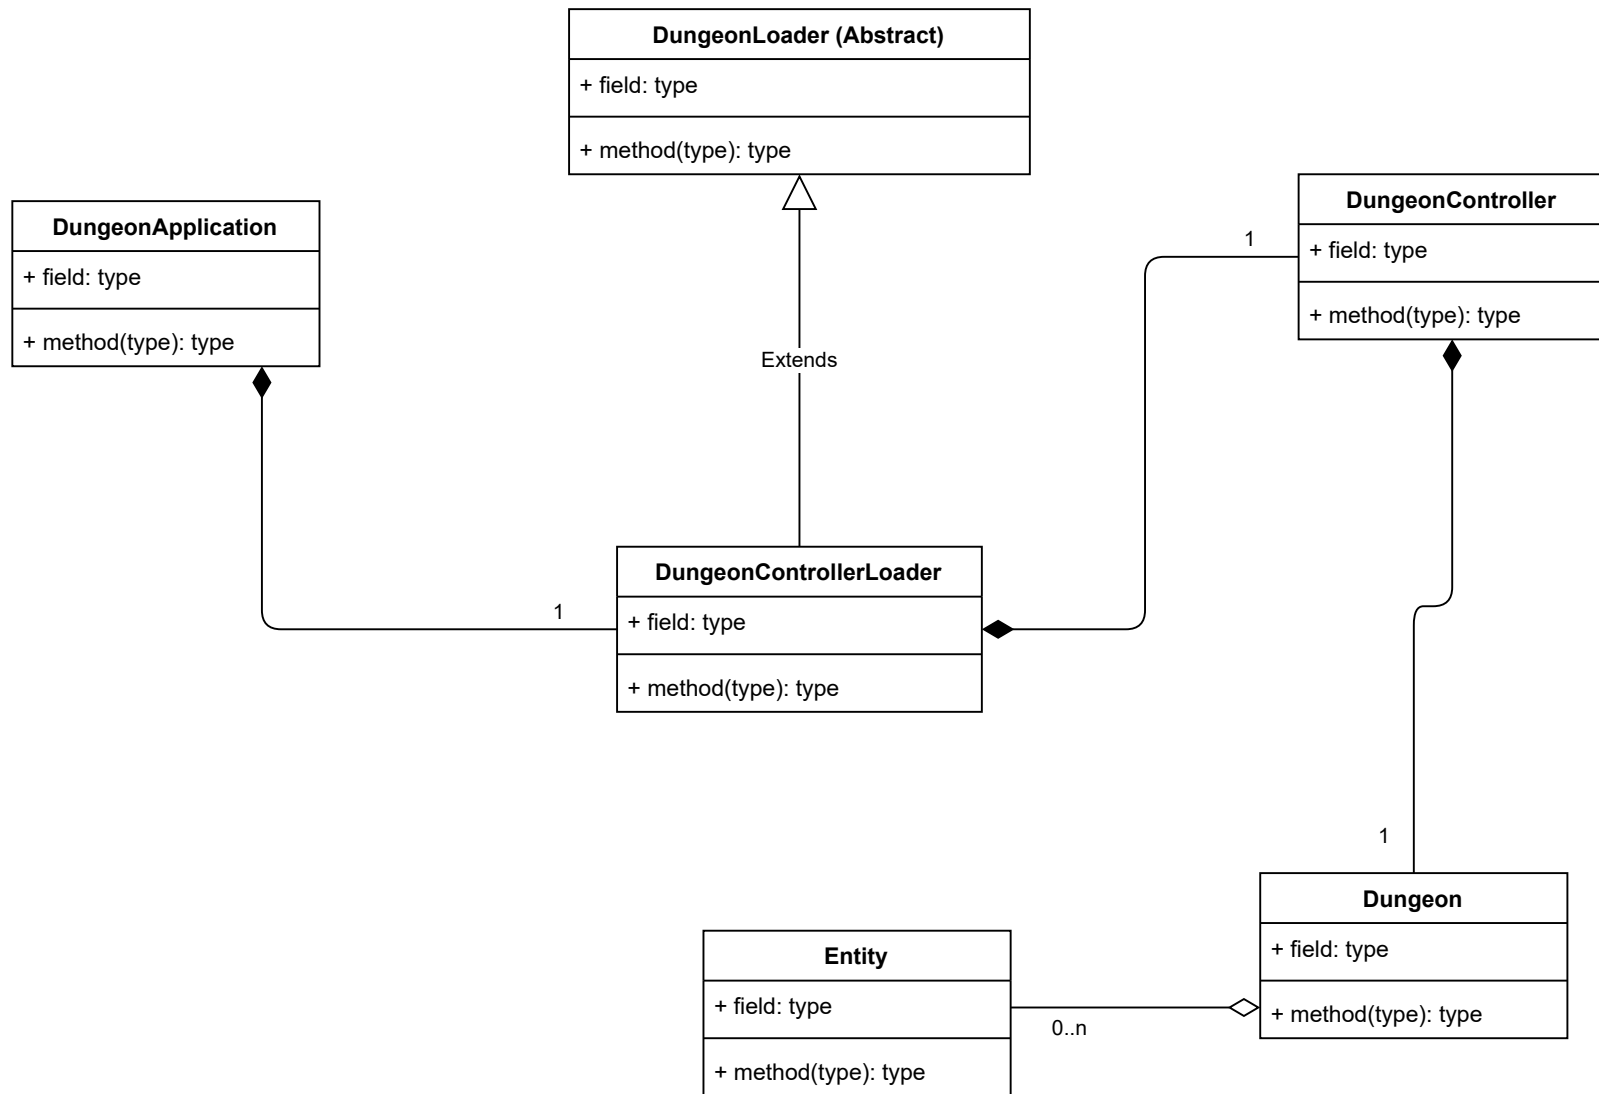 DungeonLoader (Abstract)
+ field: type
+ method(type): type
DungeonApplication
+ field: type
+ method(type): type
DungeonController
+ field: type
+ method(type): type
1
Extends
DungeonControllerLoader
+ field: type
+ method(type): type
1
1
Dungeon
+ field: type
+ method(type): type
Entity
+ field: type
+ method(type): type
0..n